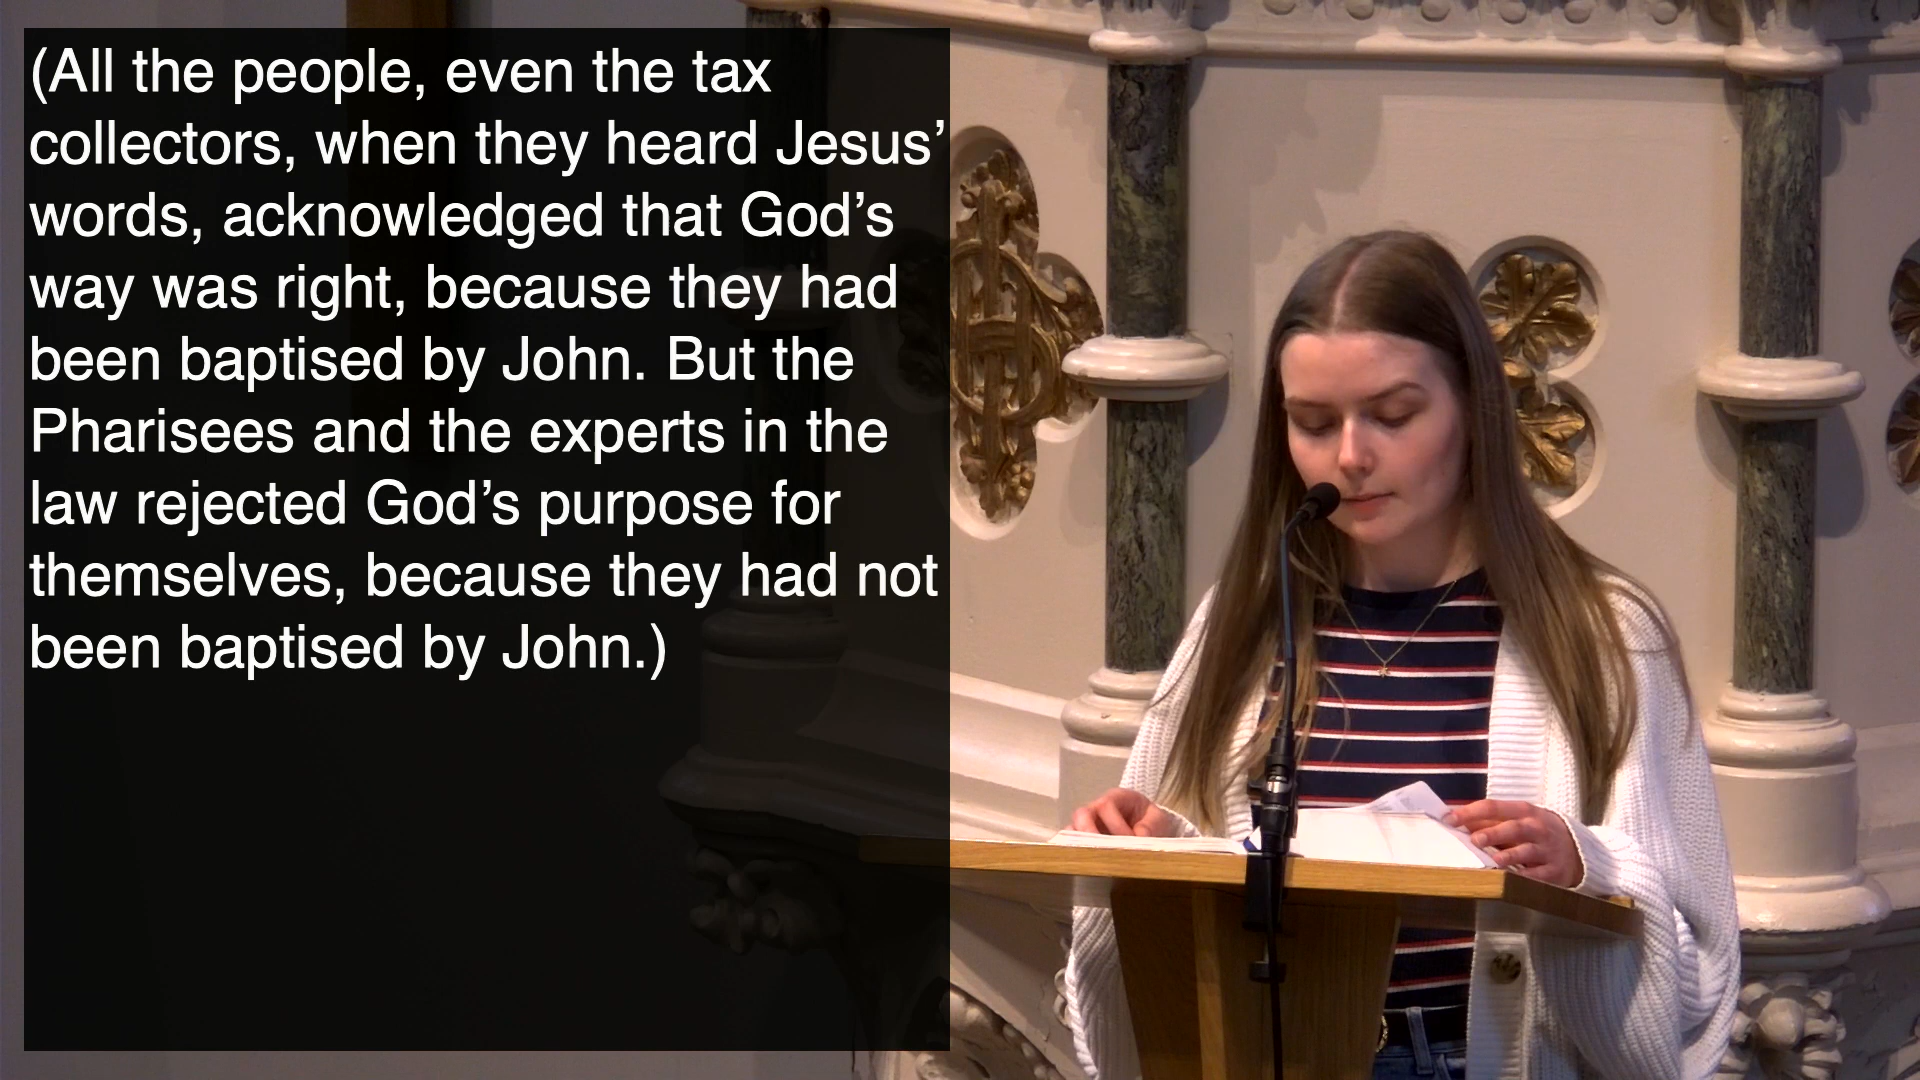 (All the people, even the tax
collectors, when they heard Jesus’
words, acknowledged that God’s
way was right, because they had
been baptised by John. But the
Pharisees and the experts in the
law rejected God’s purpose for
themselves, because they had not
been baptised by John.)